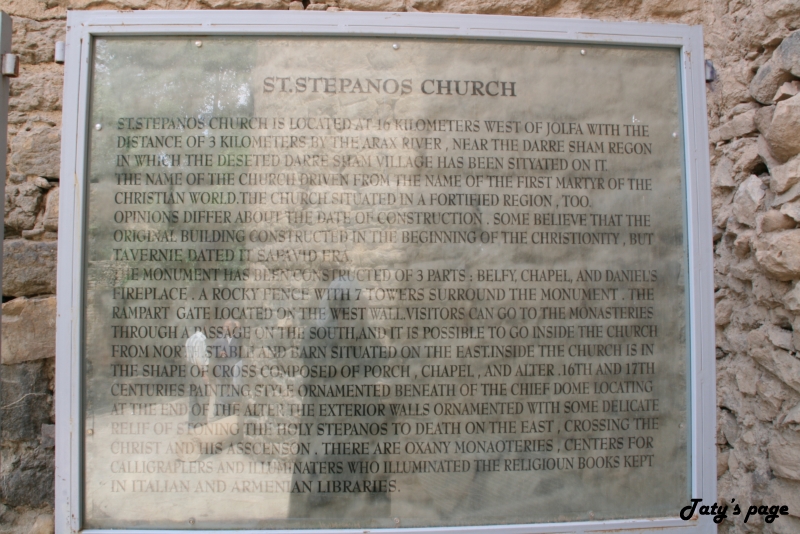 ST.STEPANOS CHURCH
ST.STEPANOS CHURCH IS LOCATED AT 16 KILOMETERS WEST OF JOLFA WITH THE
DISTANCE OF 3 KILOMETERS BY THE ARAX RIVER , NEAR THE DARRE SHAM REGON
IN WHICH THE DESETED DARRE SHAM VILLAGE HAS BEEN SITYATED ON IT.
THE NAME OF THE CHURCH DRIVEN FROM THE NAME OF THE FIRST MARTYR OF THE
CHRISTIAN WORLD.THE CHURCH SITUATED IN A FORTIFIED REGION , TOO.
OPINIONS DIFFER ABOUT THE DATE OF CONSTRUCTION . SOME BELIEVE THAT THE
ORIGINAL BUILDING CONSTRUCTED IN THE BEGINNING OF THE CHRISTIONITY , BUT
TAVERNIE DATED IT SAFAVID ERA.
THE MONUMENT HAS BEEN CONSTRUCTED OF 3 PARTS : BELFY, CHAPEL, AND DANIEL'S
FIREPLACE . A ROCKY FENCE WITH 7 TOWERS SURROUND THE MONUMENT . THE
RAMPART GATE LOCATED ON THE WEST WALL.VISITORS CAN GO TO THE MONASTERIES
THROUGH A PASSAGE ON THE SOUTH,AND IT IS POSSIBLE TO GO INSIDE THE CHURCH
FROM NORTH STABLE AND BARN SITUATED ON THE EAST.INSIDE THE CHURCH IS IN
THE SHAPE OF CROSS COMPOSED OF PORCH , CHAPEL , AND ALTER .16TH AND 17TH
CENTURIES PAINTING STYLE ORNAMENTED BENEATH OF THE CHIEF DOME LOCATING
AT THE END OF THE ALTER. THE EXTERIOR WALLS ORNAMENTED WITH SOME DELICATE
RELIF OF STONING THE HOLY STEPANOS TO DEATH ON THE EAST , CROSSING THE
CHRIST AND HIS ASSCENSON . THERE ARE OXANY MONAOTERIES , CENTERS FOR
CALLIGRAFLERS AND ILLUMINATERS WHO ILLUMINATED THE RELIGIOUN BOOKS KEPT
IN ITALIAN AND ARMENIAN LIBRARIES.
Taty's page